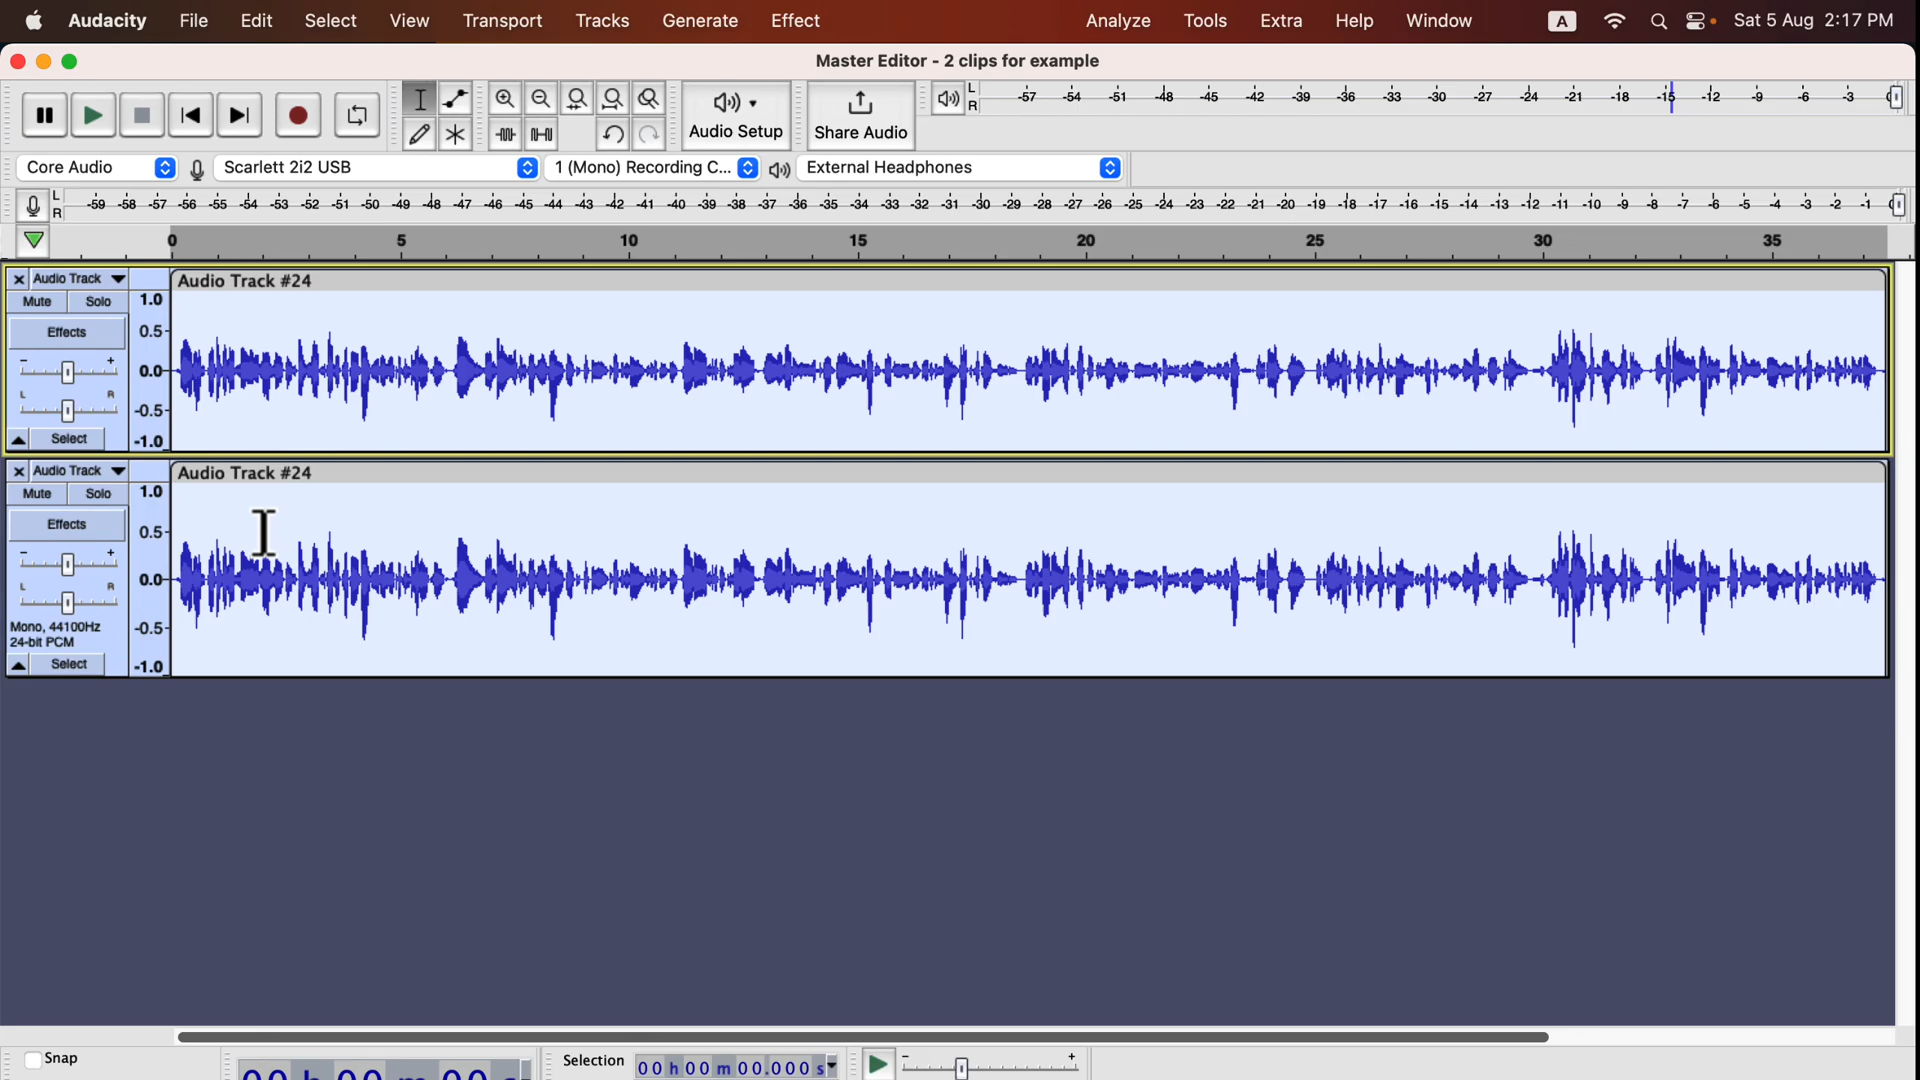 Audacity File Edit Select View Transport Tracks Generate Effect Analyze Tools Extra Help Window A Sat 5 Aug 2:17 PM
Master Editor - 2 clips for example
Audio Setup Share Audio L R -57 -54 -51 -48 -45 -42 -39 -36 -33 -30 -27 -24 -21 -18 -15 -12 -9 -6 -3
Core Audio Scarlett 2i2 USB 1 (Mono) Recording C... External Headphones
L R -59 -58 -57 -56 -55 -54 -53 -52 -51 -50 -49 -48 -47 -46 -45 -44 -43 -42 -41 -40 -39 -38 -37 -36 -35 -34 -33 -32 -31 -30 -29 -28 -27 -26 -25 -24 -23 -22 -21 -20 -19 -18 -17 -16 -15 -14 -13 -12 -11 -10 -9 -8 -7 -6 -5 -4 -3 -2 -1
0 5 10 15 20 25 30 35
Audio Track Audio Track #24
Mute Solo 1.0
Effects 0.5
- + 0.0
L R -0.5
Select -1.0
Audio Track Audio Track #24
Mute Solo 1.0
Effects 0.5
- + 0.0
L R
Mono, 44100Hz -0.5
24-bit PCM
Select -1.0
Snap Selection - +
00 h 00 m 00.000 s